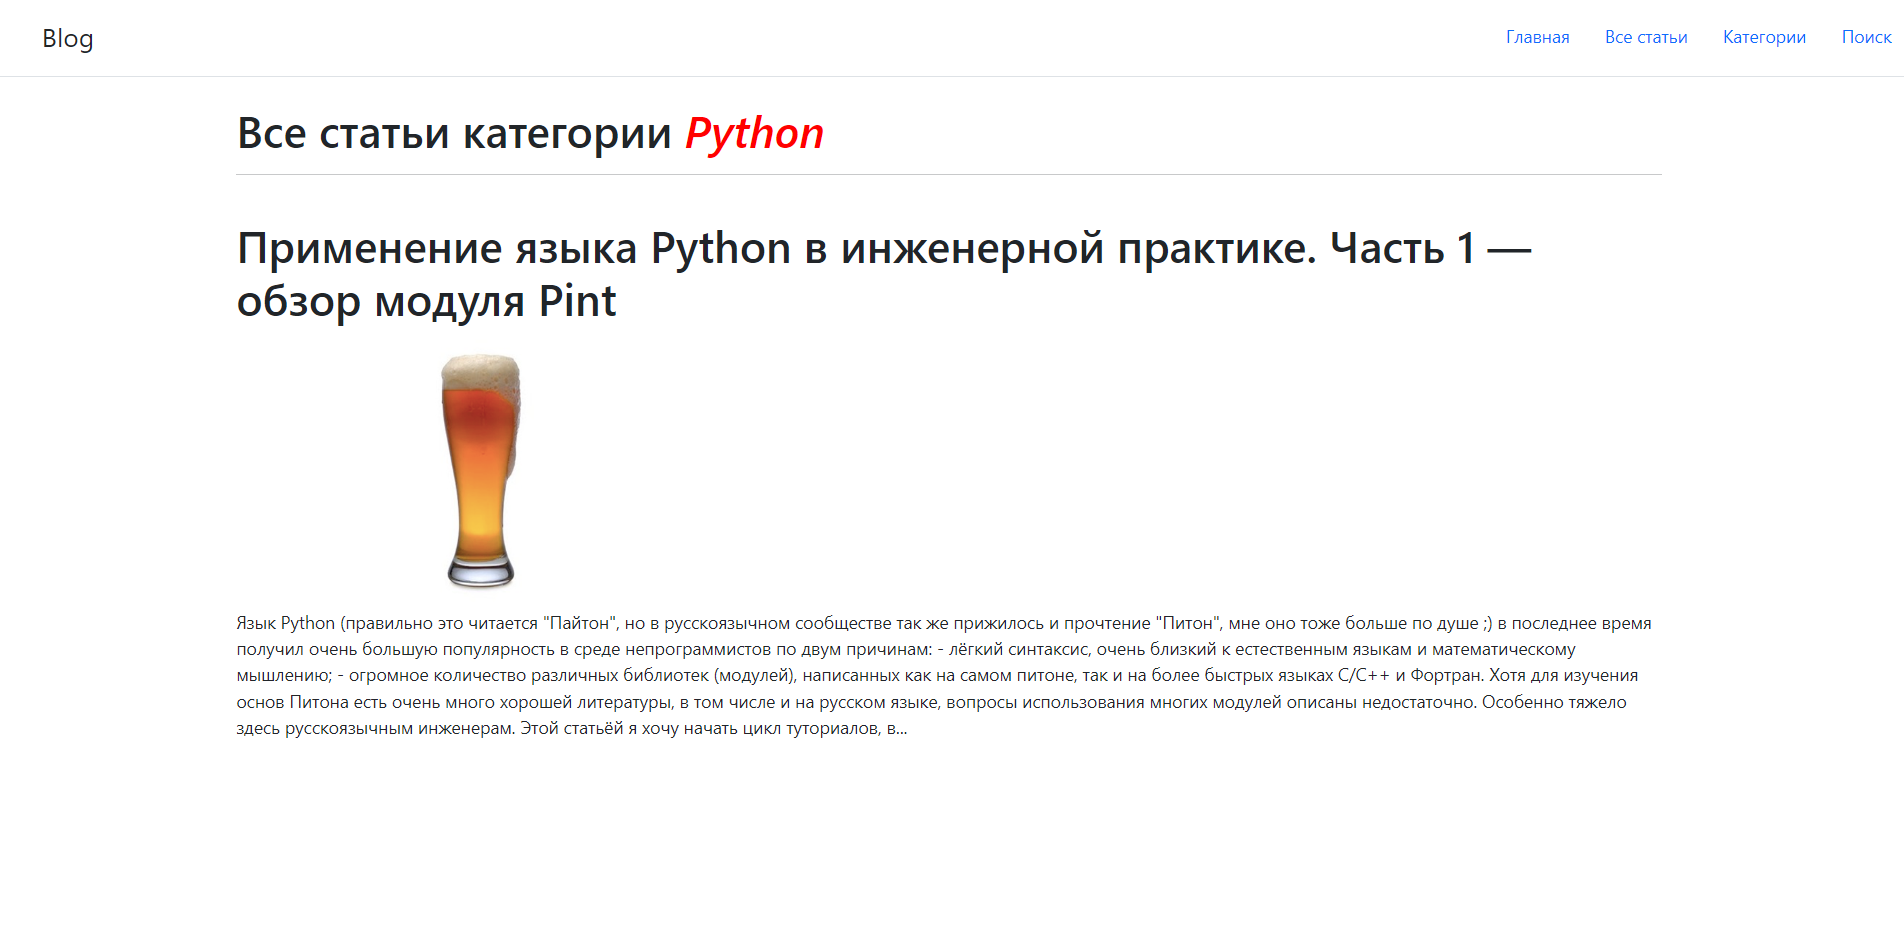 Blog
Главная Все статьи Категории Поиск
Все статьи категории Python
Применение языка Python в инженерной практике. Часть 1 —
обзор модуля Pint
Язык Python (правильно это читается "Пайтон", но в русскоязычном сообществе так же прижилось и прочтение "Питон", мне оно тоже больше по душе ;) в последнее время
получил очень большую популярность в среде непрограммистов по двум причинам: - лёгкий синтаксис, очень близкий к естественным языкам и математическому
мышлению; - огромное количество различных библиотек (модулей), написанных как на самом питоне, так и на более быстрых языках C/C++ и Фортран. Хотя для изучения
основ Питона есть очень много хорошей литературы, в том числе и на русском языке, вопросы использования многих модулей описаны недостаточно. Особенно тяжело
здесь русскоязычным инженерам. Этой статьёй я хочу начать цикл туториалов, в...